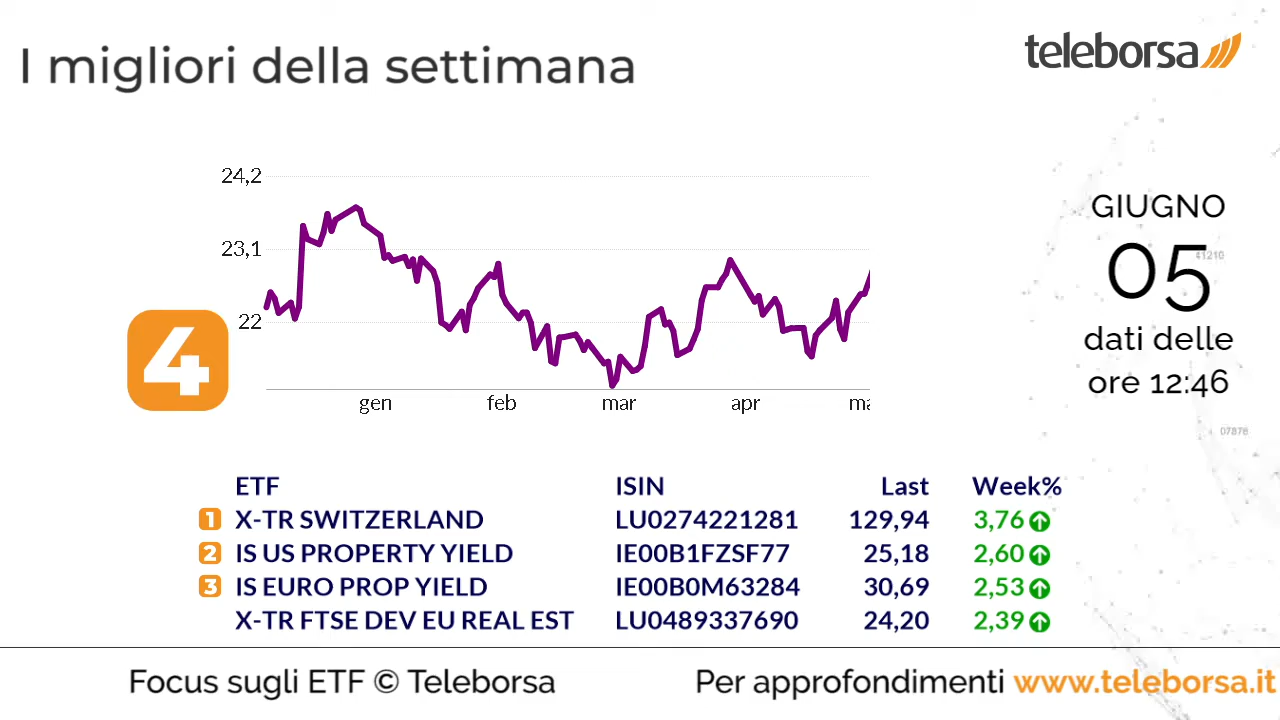 I migliori della settimana
teleborsa
24,2
23,1
22
4
gen feb mar apr ma
GIUGNO
05
41210
dati delle
ore 12:46
07878
ETF ISIN Last Week%
1 X-TR SWITZERLAND LU0274221281 129,94 3,76
2 IS US PROPERTY YIELD IE00B1FZSF77 25,18 2,60
3 IS EURO PROP YIELD IE00B0M63284 30,69 2,53
X-TR FTSE DEV EU REAL EST LU0489337690 24,20 2,39
Focus sugli ETF © Teleborsa
Per approfondimenti www.teleborsa.it